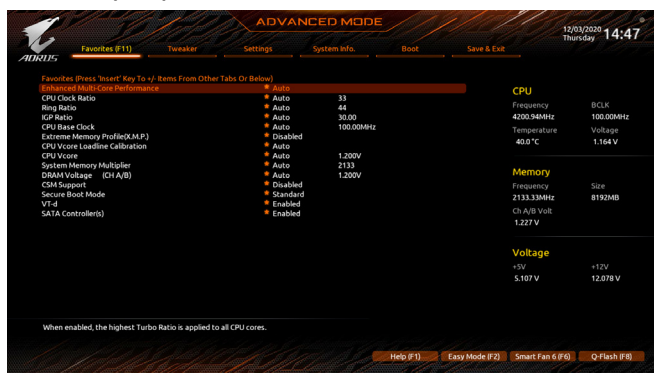 ADVANCED MODE
12/03/2020 14:47
Thursday
AORUS
Favorites (F11) Tweaker Settings System Info. Boot Save & Exit
Favorites (Press 'Insert' Key To +/- Items From Other Tabs Or Below)
Enhanced Multi-Core Performance Auto
CPU Clock Ratio Auto 33
Ring Ratio Auto 44
IGP Ratio Auto 30.00
CPU Base Clock Auto 100.00MHz
Extreme Memory Profile(X.M.P.) Disabled
CPU Vcore Loadline Calibration Auto
CPU Vcore Auto 1.200V
System Memory Multiplier Auto 2133
DRAM Voltage (CH A/B) Auto 1.200V
CSM Support Disabled
Secure Boot Mode Standard
VT-d Enabled
SATA Controller(s) Enabled
CPU
Frequency BCLK
4200.94MHz 100.00MHz
Temperature Voltage
40.0 °C 1.164 V
Memory
Frequency Size
2133.33MHz 8192MB
Ch A/B Volt
1.227 V
Voltage
+5V +12V
5.107 V 12.078 V
When enabled, the highest Turbo Ratio is applied to all CPU cores.
Help (F1) Easy Mode (F2) Smart Fan 6 (F6) Q-Flash (F8)